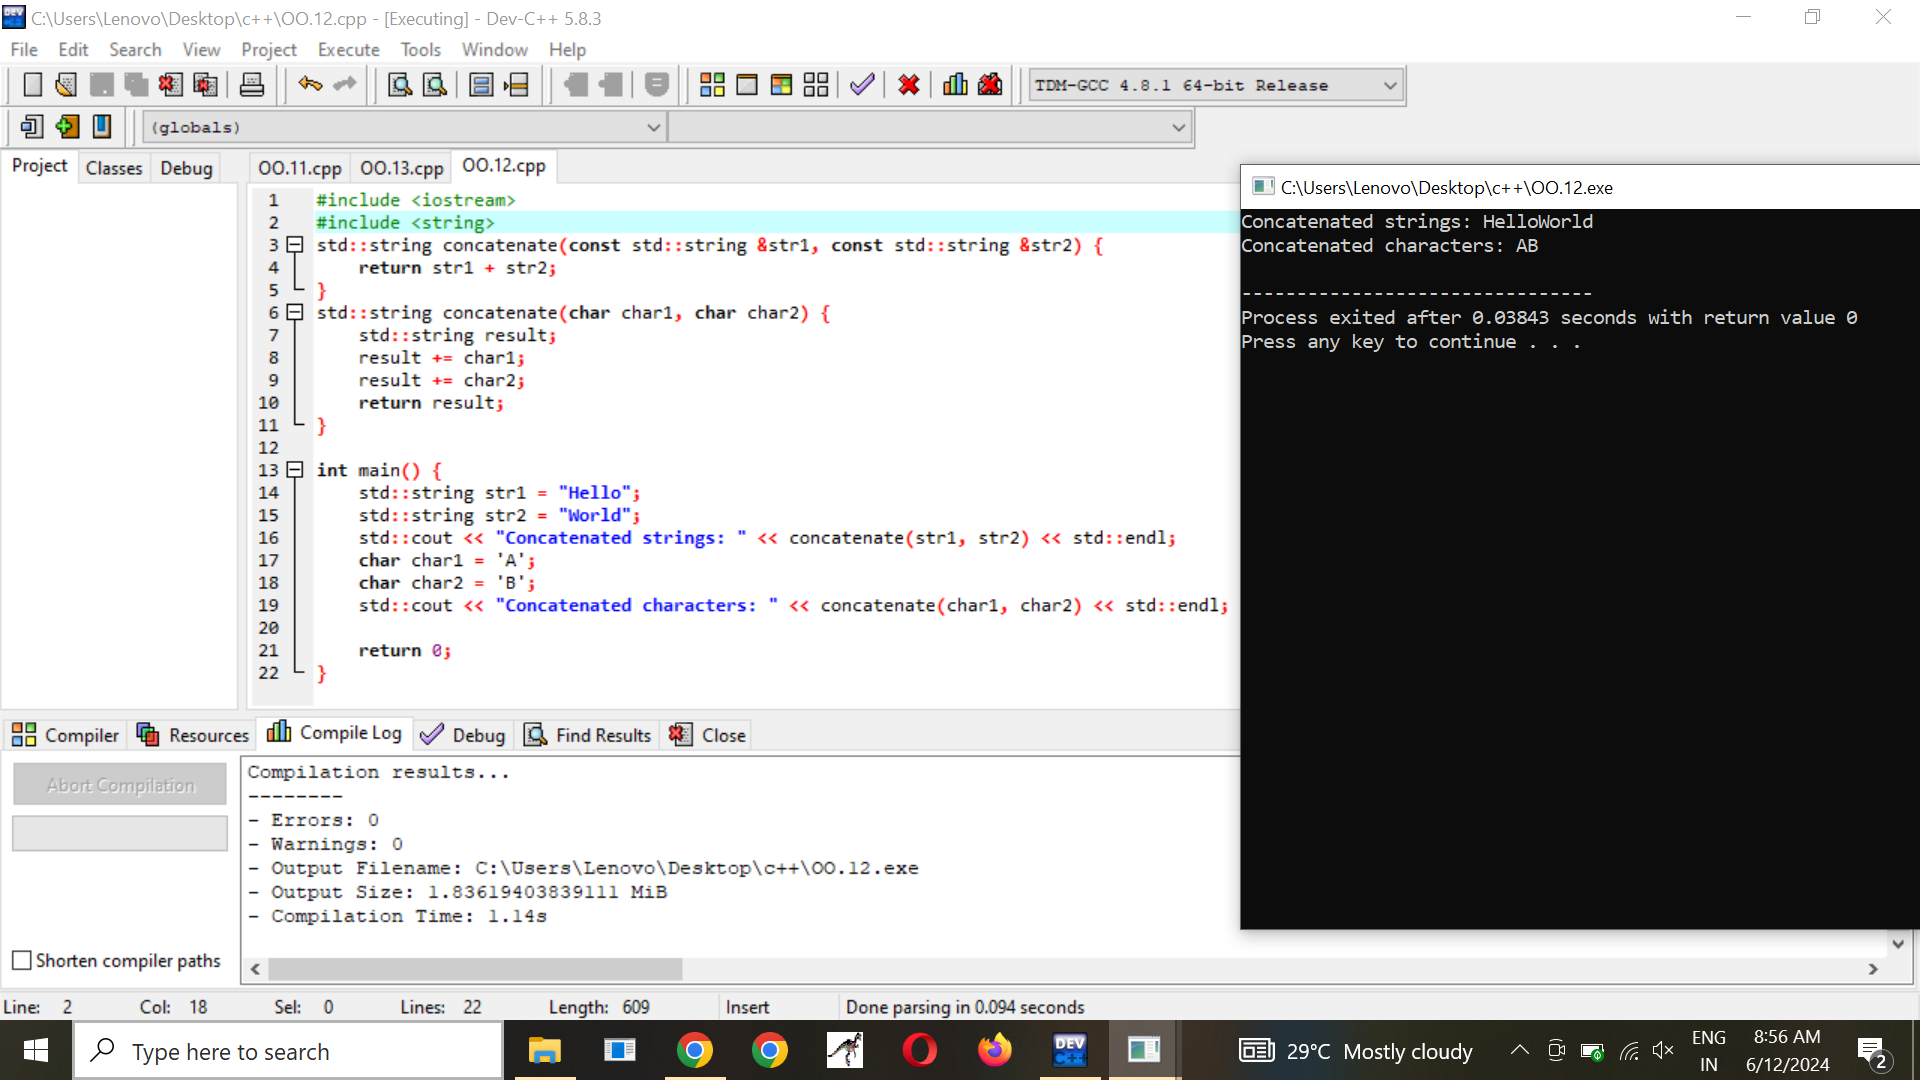 C:\Users\Lenovo\Desktop\c++\OO.12.cpp - [Executing] - Dev-C++ 5.8.3
File Edit Search View Project Execute Tools Window Help
TDM-GCC 4.8.1 64-bit Release
(globals)
Project Classes Debug
OO.11.cpp OO.13.cpp OO.12.cpp
1 #include <iostream>
2 #include <string>
3 std::string concatenate(const std::string &str1, const std::string &str2) {
4 return str1 + str2;
5 }
6 std::string concatenate(char char1, char char2) {
7 std::string result;
8 result += char1;
9 result += char2;
10 return result;
11 }
12
13 int main() {
14 std::string str1 = "Hello";
15 std::string str2 = "World";
16 std::cout << "Concatenated strings: " << concatenate(str1, str2) << std::endl;
17 char char1 = 'A';
18 char char2 = 'B';
19 std::cout << "Concatenated characters: " << concatenate(char1, char2) << std::endl;
20
21 return 0;
22 }
C:\Users\Lenovo\Desktop\c++\OO.12.exe
Concatenated strings: HelloWorld
Concatenated characters: AB
--------------------------------
Process exited after 0.03843 seconds with return value 0
Press any key to continue . . .
Compiler Resources Compile Log Debug Find Results Close
Abort Compilation
Shorten compiler paths
Compilation results...
--------
- Errors: 0
- Warnings: 0
- Output Filename: C:\Users\Lenovo\Desktop\c++\OO.12.exe
- Output Size: 1.83619403839111 MiB
- Compilation Time: 1.14s
Line: 2 Col: 18 Sel: 0 Lines: 22 Length: 609 Insert Done parsing in 0.094 seconds
Type here to search
DEV C++
29°C Mostly cloudy
ENG
IN
8:56 AM
6/12/2024
2